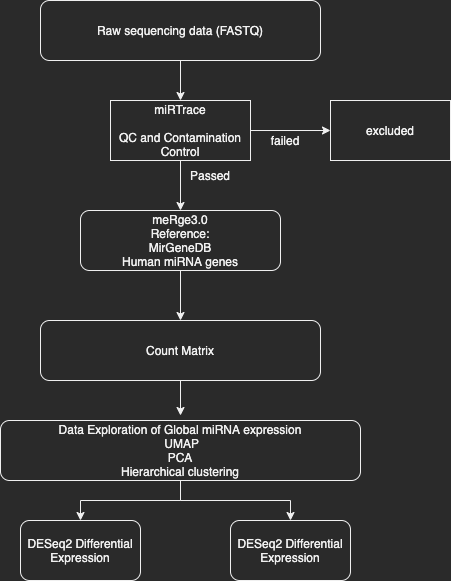 Raw sequencing data (FASTQ)
miRTrace
QC and Contamination
Control
failed
excluded
Passed
meRge3.0
Reference:
MirGeneDB
Human miRNA genes
Count Matrix
Data Exploration of Global miRNA expression
UMAP
PCA
Hierarchical clustering
DESeq2 Differential
Expression
DESeq2 Differential
Expression